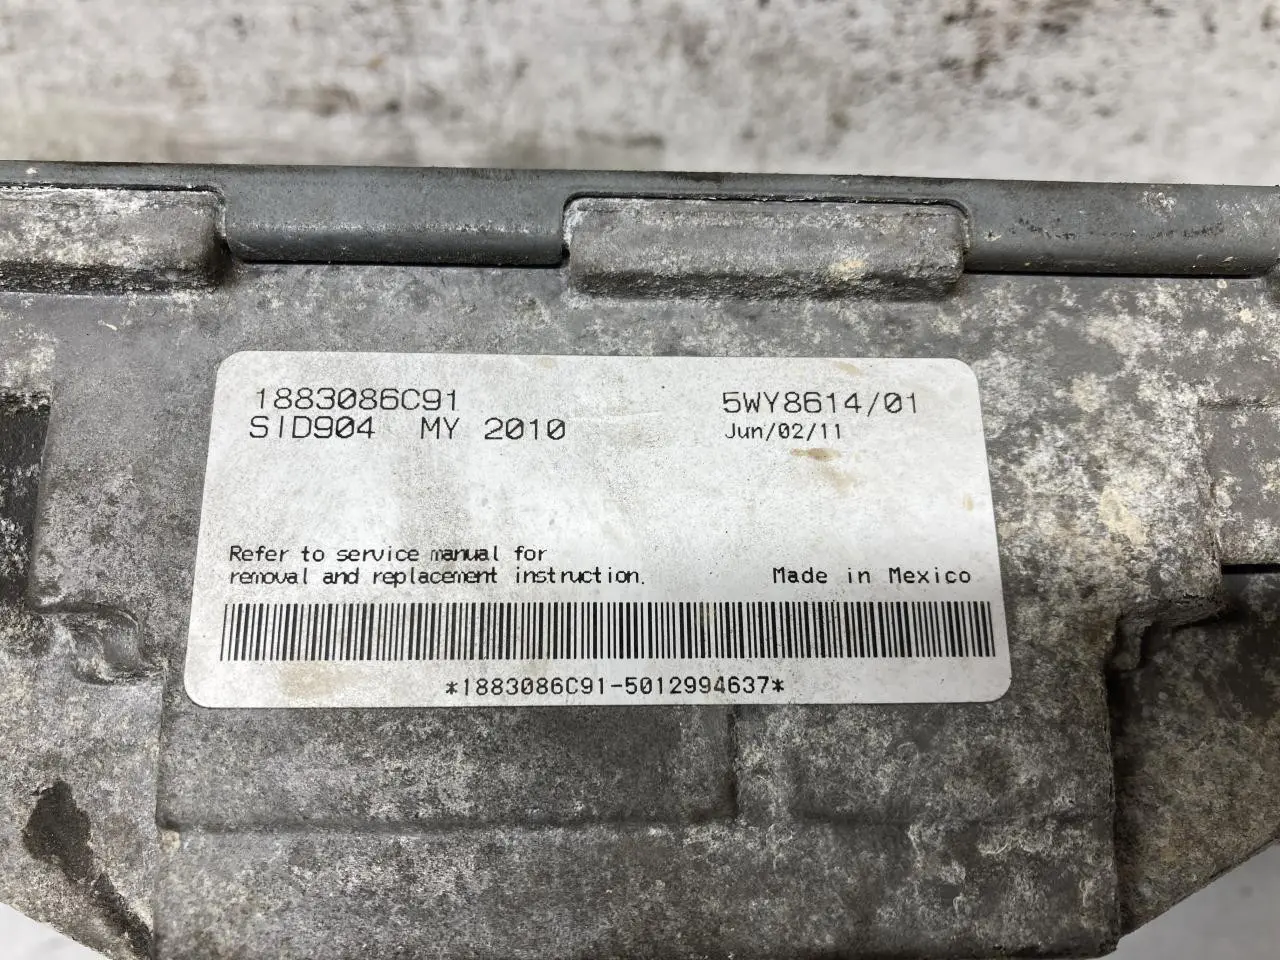 1883086C91
SID904 MY 2010
5WY8614/01
Jun/02/11
Refer to service manual for
removal and replacement instruction.
Made in Mexico
*1883086C91-5012994637*